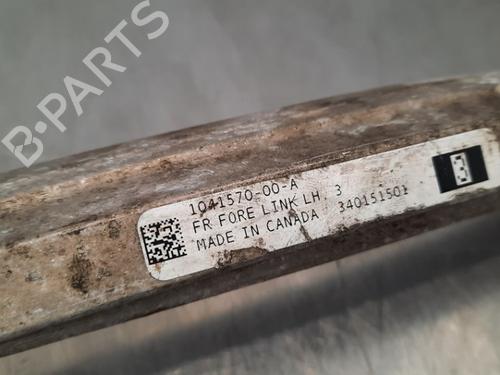 B-PARTS
1041570-00-A
FR FORE LINK LH 3
MADE IN CANADA 340151501